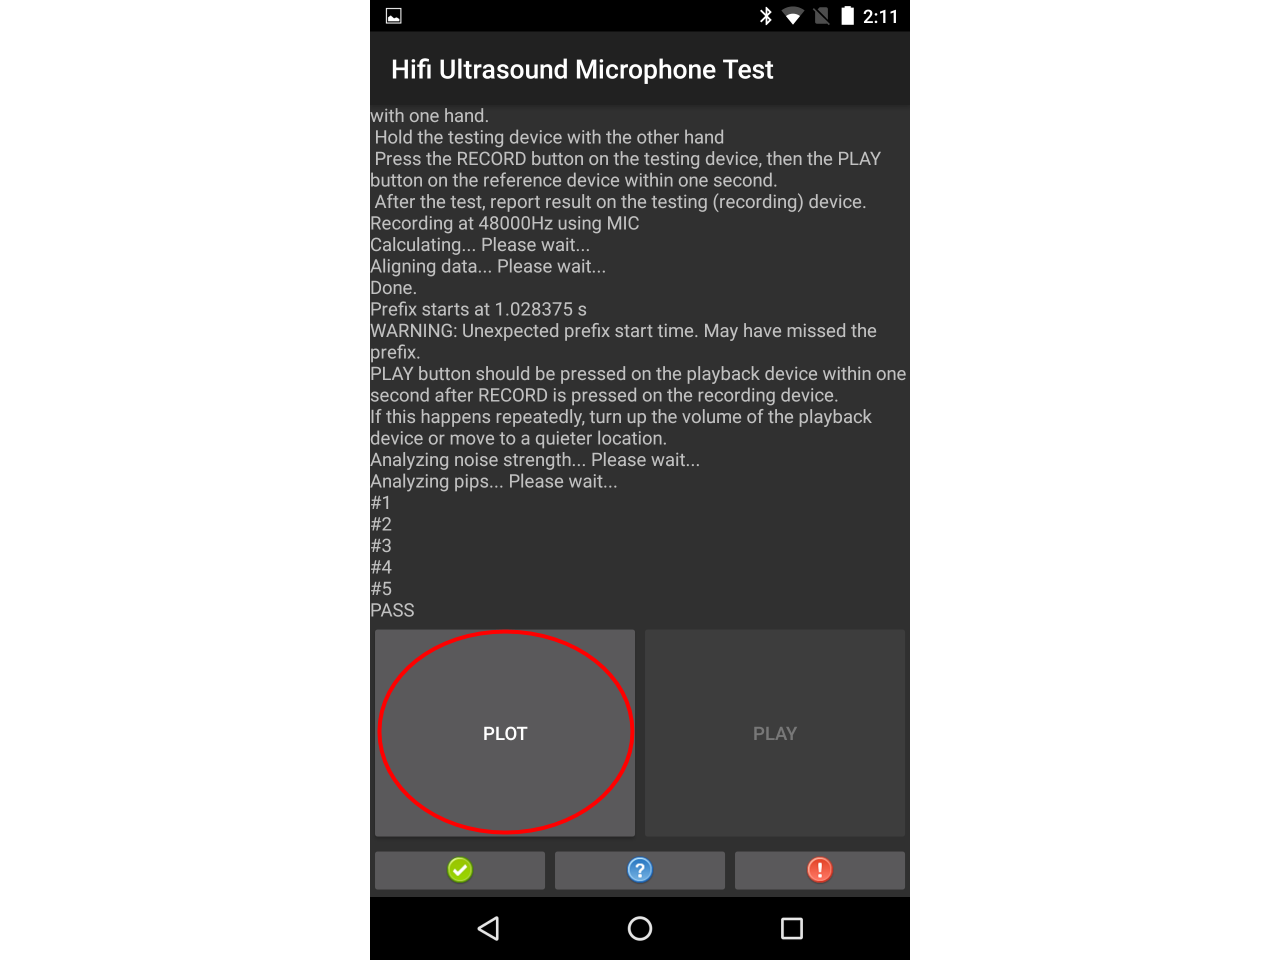 2:11
Hifi Ultrasound Microphone Test
with one hand.
Hold the testing device with the other hand
Press the RECORD button on the testing device, then the PLAY
button on the reference device within one second.
After the test, report result on the testing (recording) device.
Recording at 48000Hz using MIC
Calculating... Please wait...
Aligning data... Please wait...
Done.
Prefix starts at 1.028375 s
WARNING: Unexpected prefix start time. May have missed the
prefix.
PLAY button should be pressed on the playback device within one
second after RECORD is pressed on the recording device.
If this happens repeatedly, turn up the volume of the playback
device or move to a quieter location.
Analyzing noise strength... Please wait...
Analyzing pips... Please wait...
#1
#2
#3
#4
#5
PASS
PLOT
PLAY